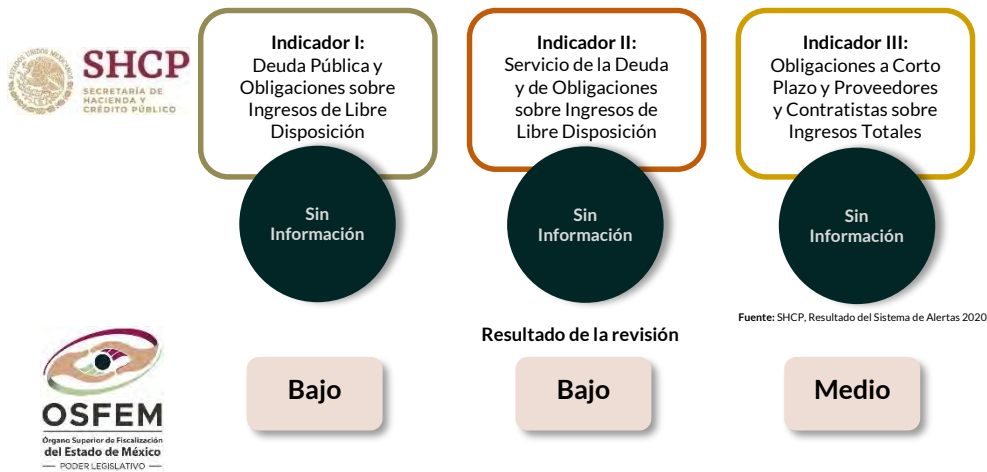 ESTADOS UNIDOS MEXICANOS
SHCP
SECRETARÍA DE
HACIENDA Y
CRÉDITO PÚBLICO
Indicador I:
Deuda Pública y
Obligaciones sobre
Ingresos de Libre
Disposición
Sin
Información
Indicador II:
Servicio de la Deuda
y de Obligaciones
sobre Ingresos de
Libre Disposición
Sin
Información
Indicador III:
Obligaciones a Corto
Plazo y Proveedores
y Contratistas sobre
Ingresos Totales
Sin
Información
Fuente: SHCP, Resultado del Sistema de Alertas 2020
Resultado de la revisión
OSFEM
Órgano Superior de Fiscalización
del Estado de México
PODER LEGISLATIVO
Bajo
Bajo
Medio